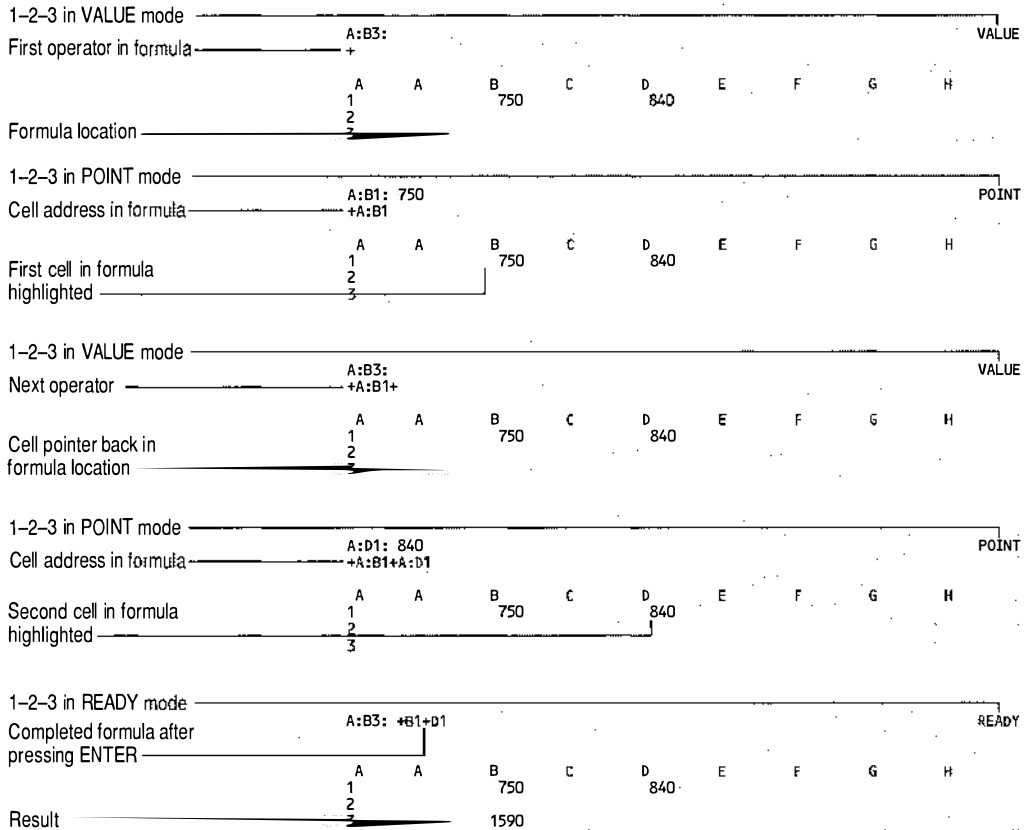 1–2–3 in VALUE mode
VALUE
A:B3:
First operator in formula
+
A A B C D E F G H
1 750 840
2
Formula location
3
1–2–3 in POINT mode
POINT
A:B1: 750
Cell address in formula
+A:B1
A A B C D E F G H
1 750 840
First cell in formula
2
highlighted
3
1–2–3 in VALUE mode
VALUE
A:B3:
Next operator
+A:B1+
A A B C D E F G H
1 750 840
Cell pointer back in
2
formula location
3
1–2–3 in POINT mode
POINT
A:D1: 840
Cell address in formula
+A:B1+A:D1
A A B C D E F G H
Second cell in formula
1 750 840
2
highlighted
3
1–2–3 in READY mode
READY
A:B3: +B1+D1
Completed formula after
pressing ENTER
A A B C D E F G H
1 750 840
2
Result
3 1590